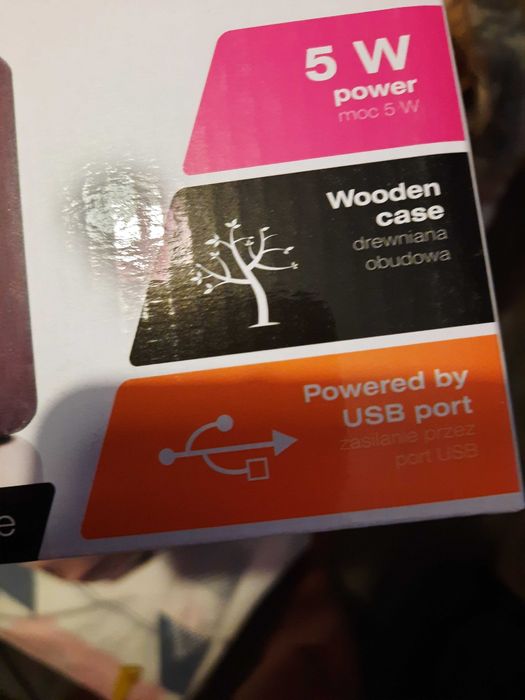 5 W
power
moc 5 W
Wooden
case
drewniana
obudowa
Powered by
USB port
zasilanie przez
port USB
e